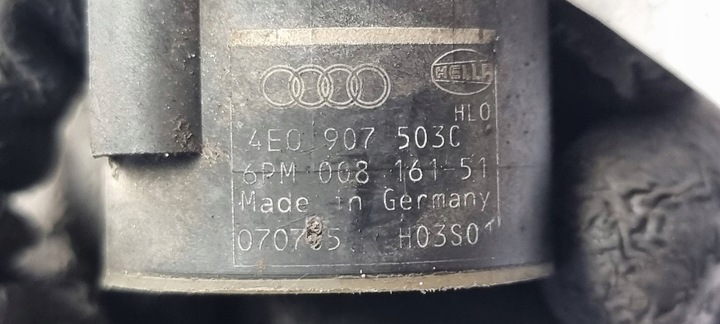 HELLA
HLO
4E0 907 503C
6PM 008 161-51
Made in Germany
H03S01